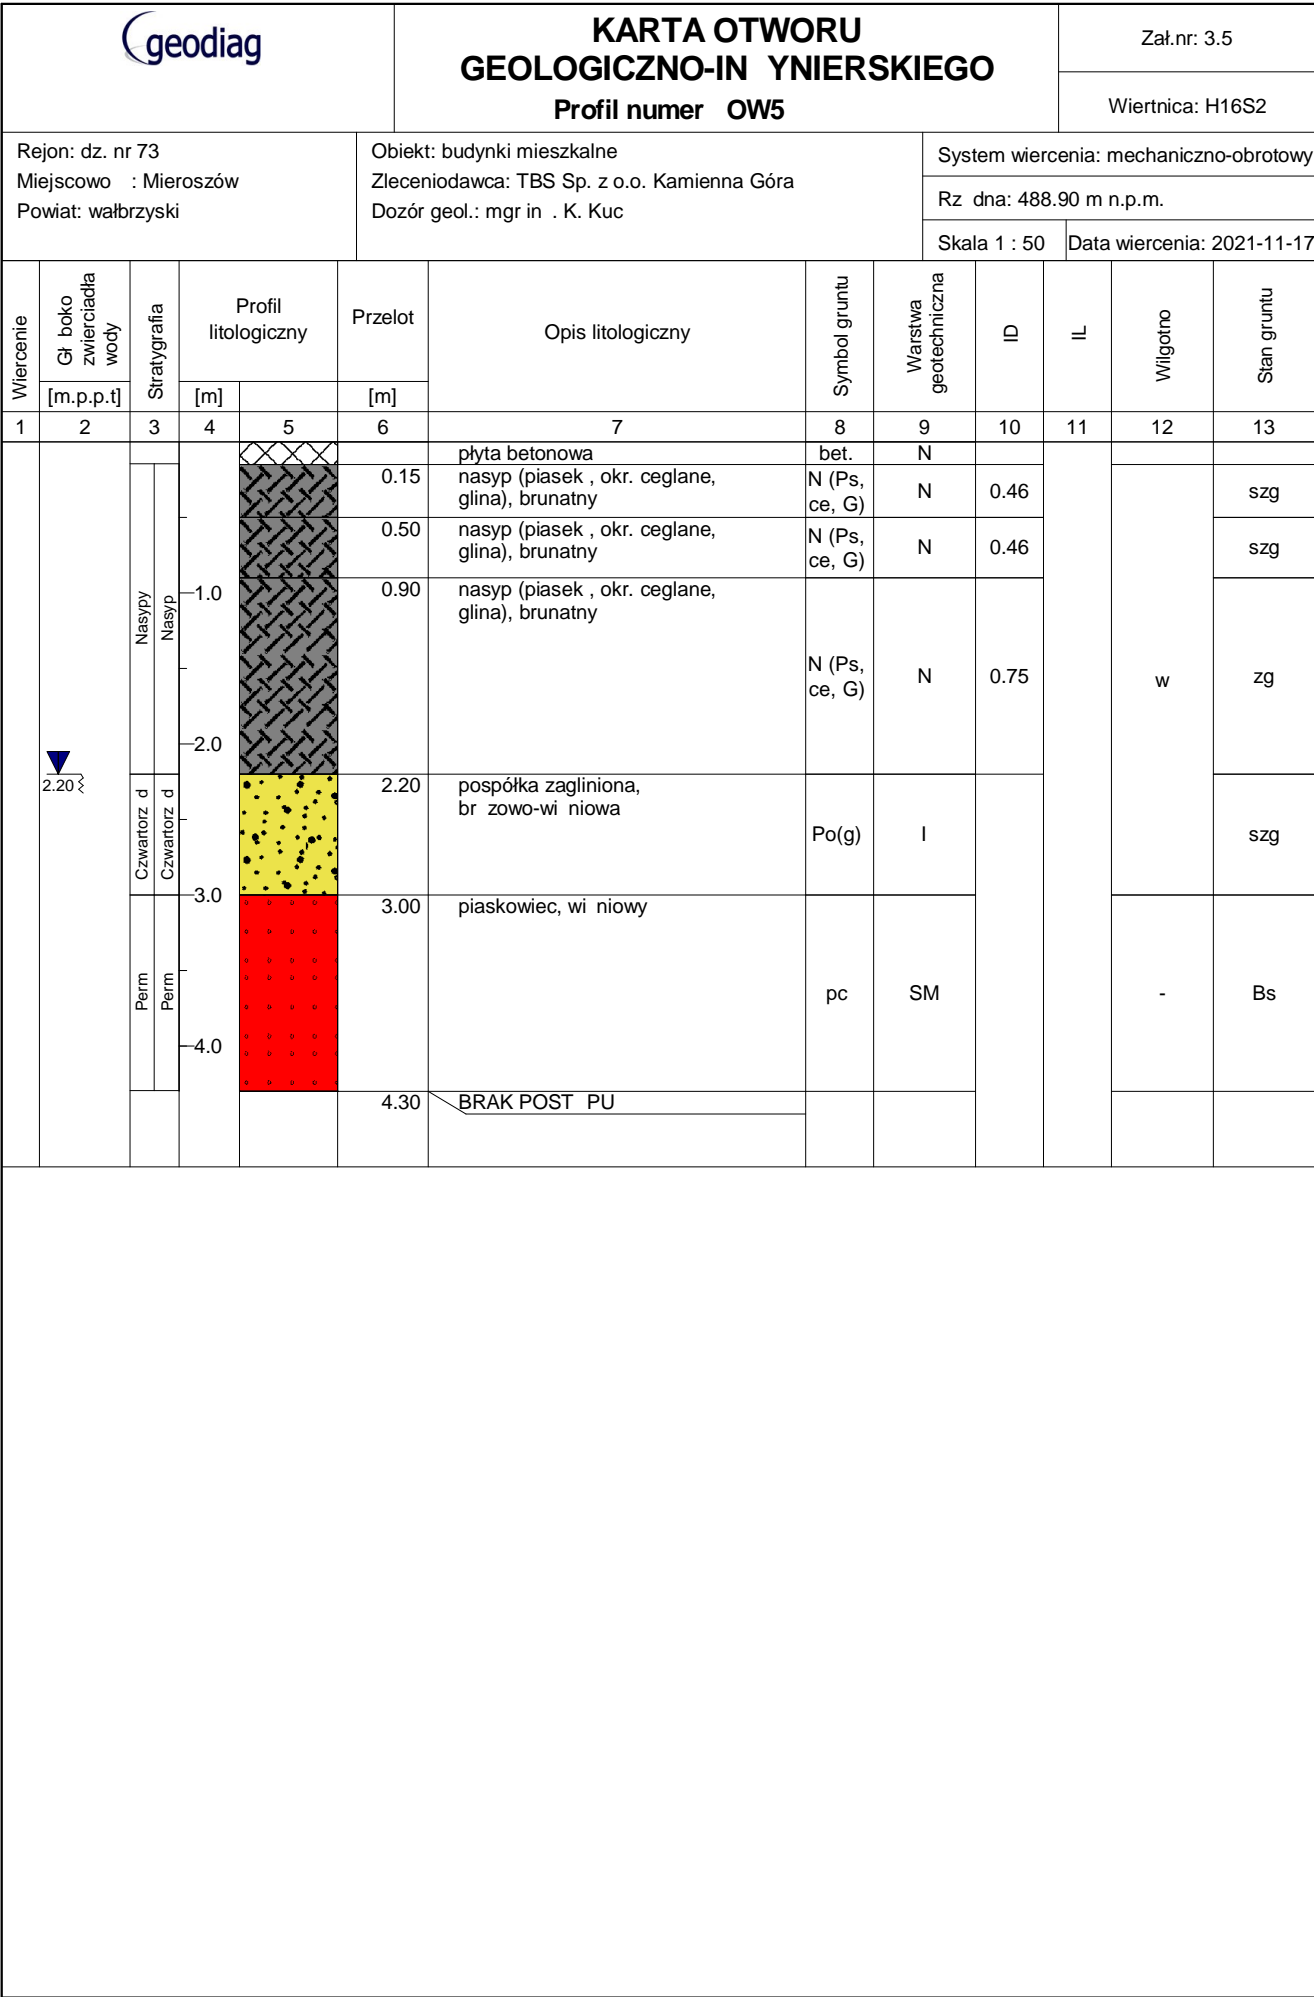 geodiag
KARTA OTWORU
GEOLOGICZNO-IN YNIERSKIEGO
Profil numer OW5
Zał.nr: 3.5
Wiertnica: H16S2
Rejon: dz. nr 73
Miejscowo : Mieroszów
Powiat: wałbrzyski
Obiekt: budynki mieszkalne
Zleceniodawca: TBS Sp. z o.o. Kamienna Góra
Dozór geol.: mgr in . K. Kuc
System wiercenia: mechaniczno-obrotowy
Rz dna: 488.90 m n.p.m.
Skala 1 : 50
Data wiercenia: 2021-11-17
Wiercenie
Gł boko
zwierciadła
wody
[m.p.p.t]
Stratygrafia
Profil
litologiczny
[m]
Przelot
[m]
Opis litologiczny
Symbol gruntu
Warstwa
geotechniczna
ID
IL
Wilgotno
Stan gruntu
1 2 3 4 5 6 7 8 9 10 11 12 13
płyta betonowa bet. N
0.15 nasyp (piasek , okr. ceglane,
glina), brunatny
N (Ps,
ce, G)
N 0.46 szg
0.50 nasyp (piasek , okr. ceglane,
glina), brunatny
N (Ps,
ce, G)
N 0.46 szg
Nasypy
Nasyp
1.0
0.90 nasyp (piasek , okr. ceglane,
glina), brunatny
N (Ps,
ce, G)
N 0.75 w zg
2.0
2.20
Czwartorz d
Czwartorz d
2.20 pospółka zagliniona,
br zowo-wi niowa
Po(g) I szg
3.0
3.00 piaskowiec, wi niowy
Perm
Perm
pc SM - Bs
4.0
4.30 BRAK POST PU